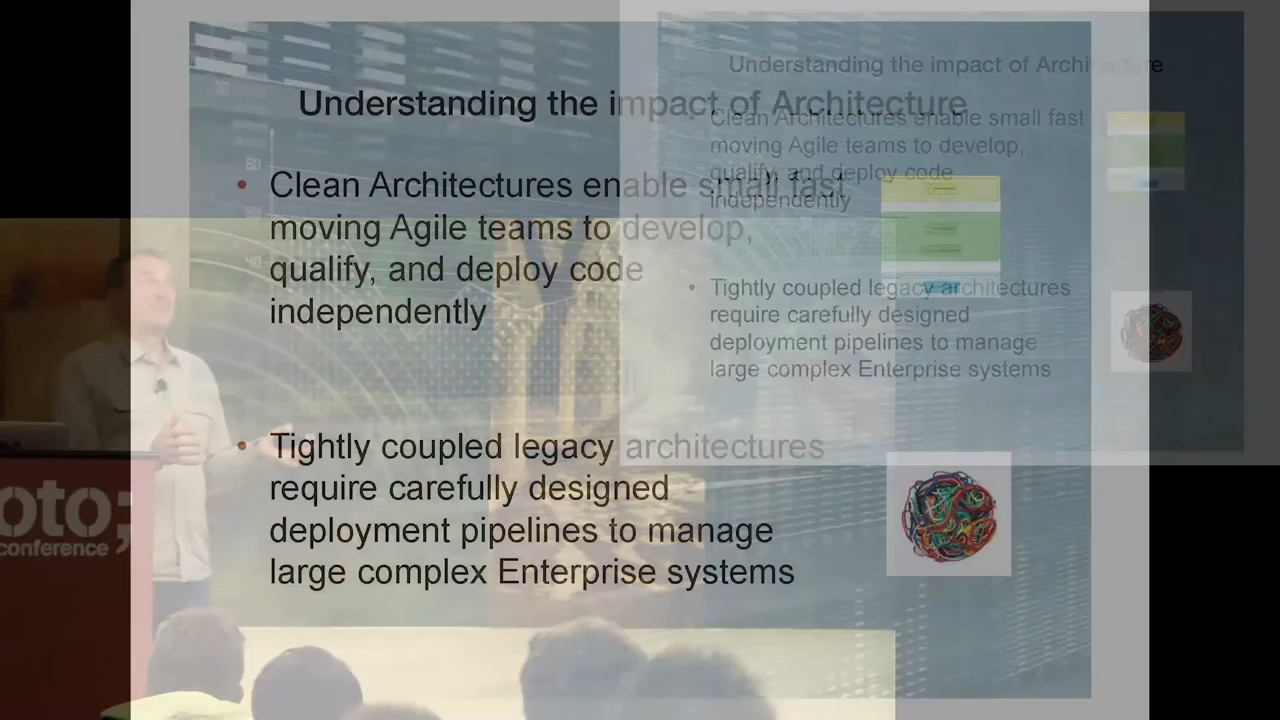 Understanding the impact of Architecture
• Clean Architectures enable small fast
moving Agile teams to develop,
qualify, and deploy code
independently
• Tightly coupled legacy architectures
require carefully designed
deployment pipelines to manage
large complex Enterprise systems
Understanding the impact of Architecture
Clean Architectures enable small fast
moving Agile teams to develop,
qualify, and deploy code
independently
• Tightly coupled legacy architectures
require carefully designed
deployment pipelines to manage
large complex Enterprise systems
oto;
conference